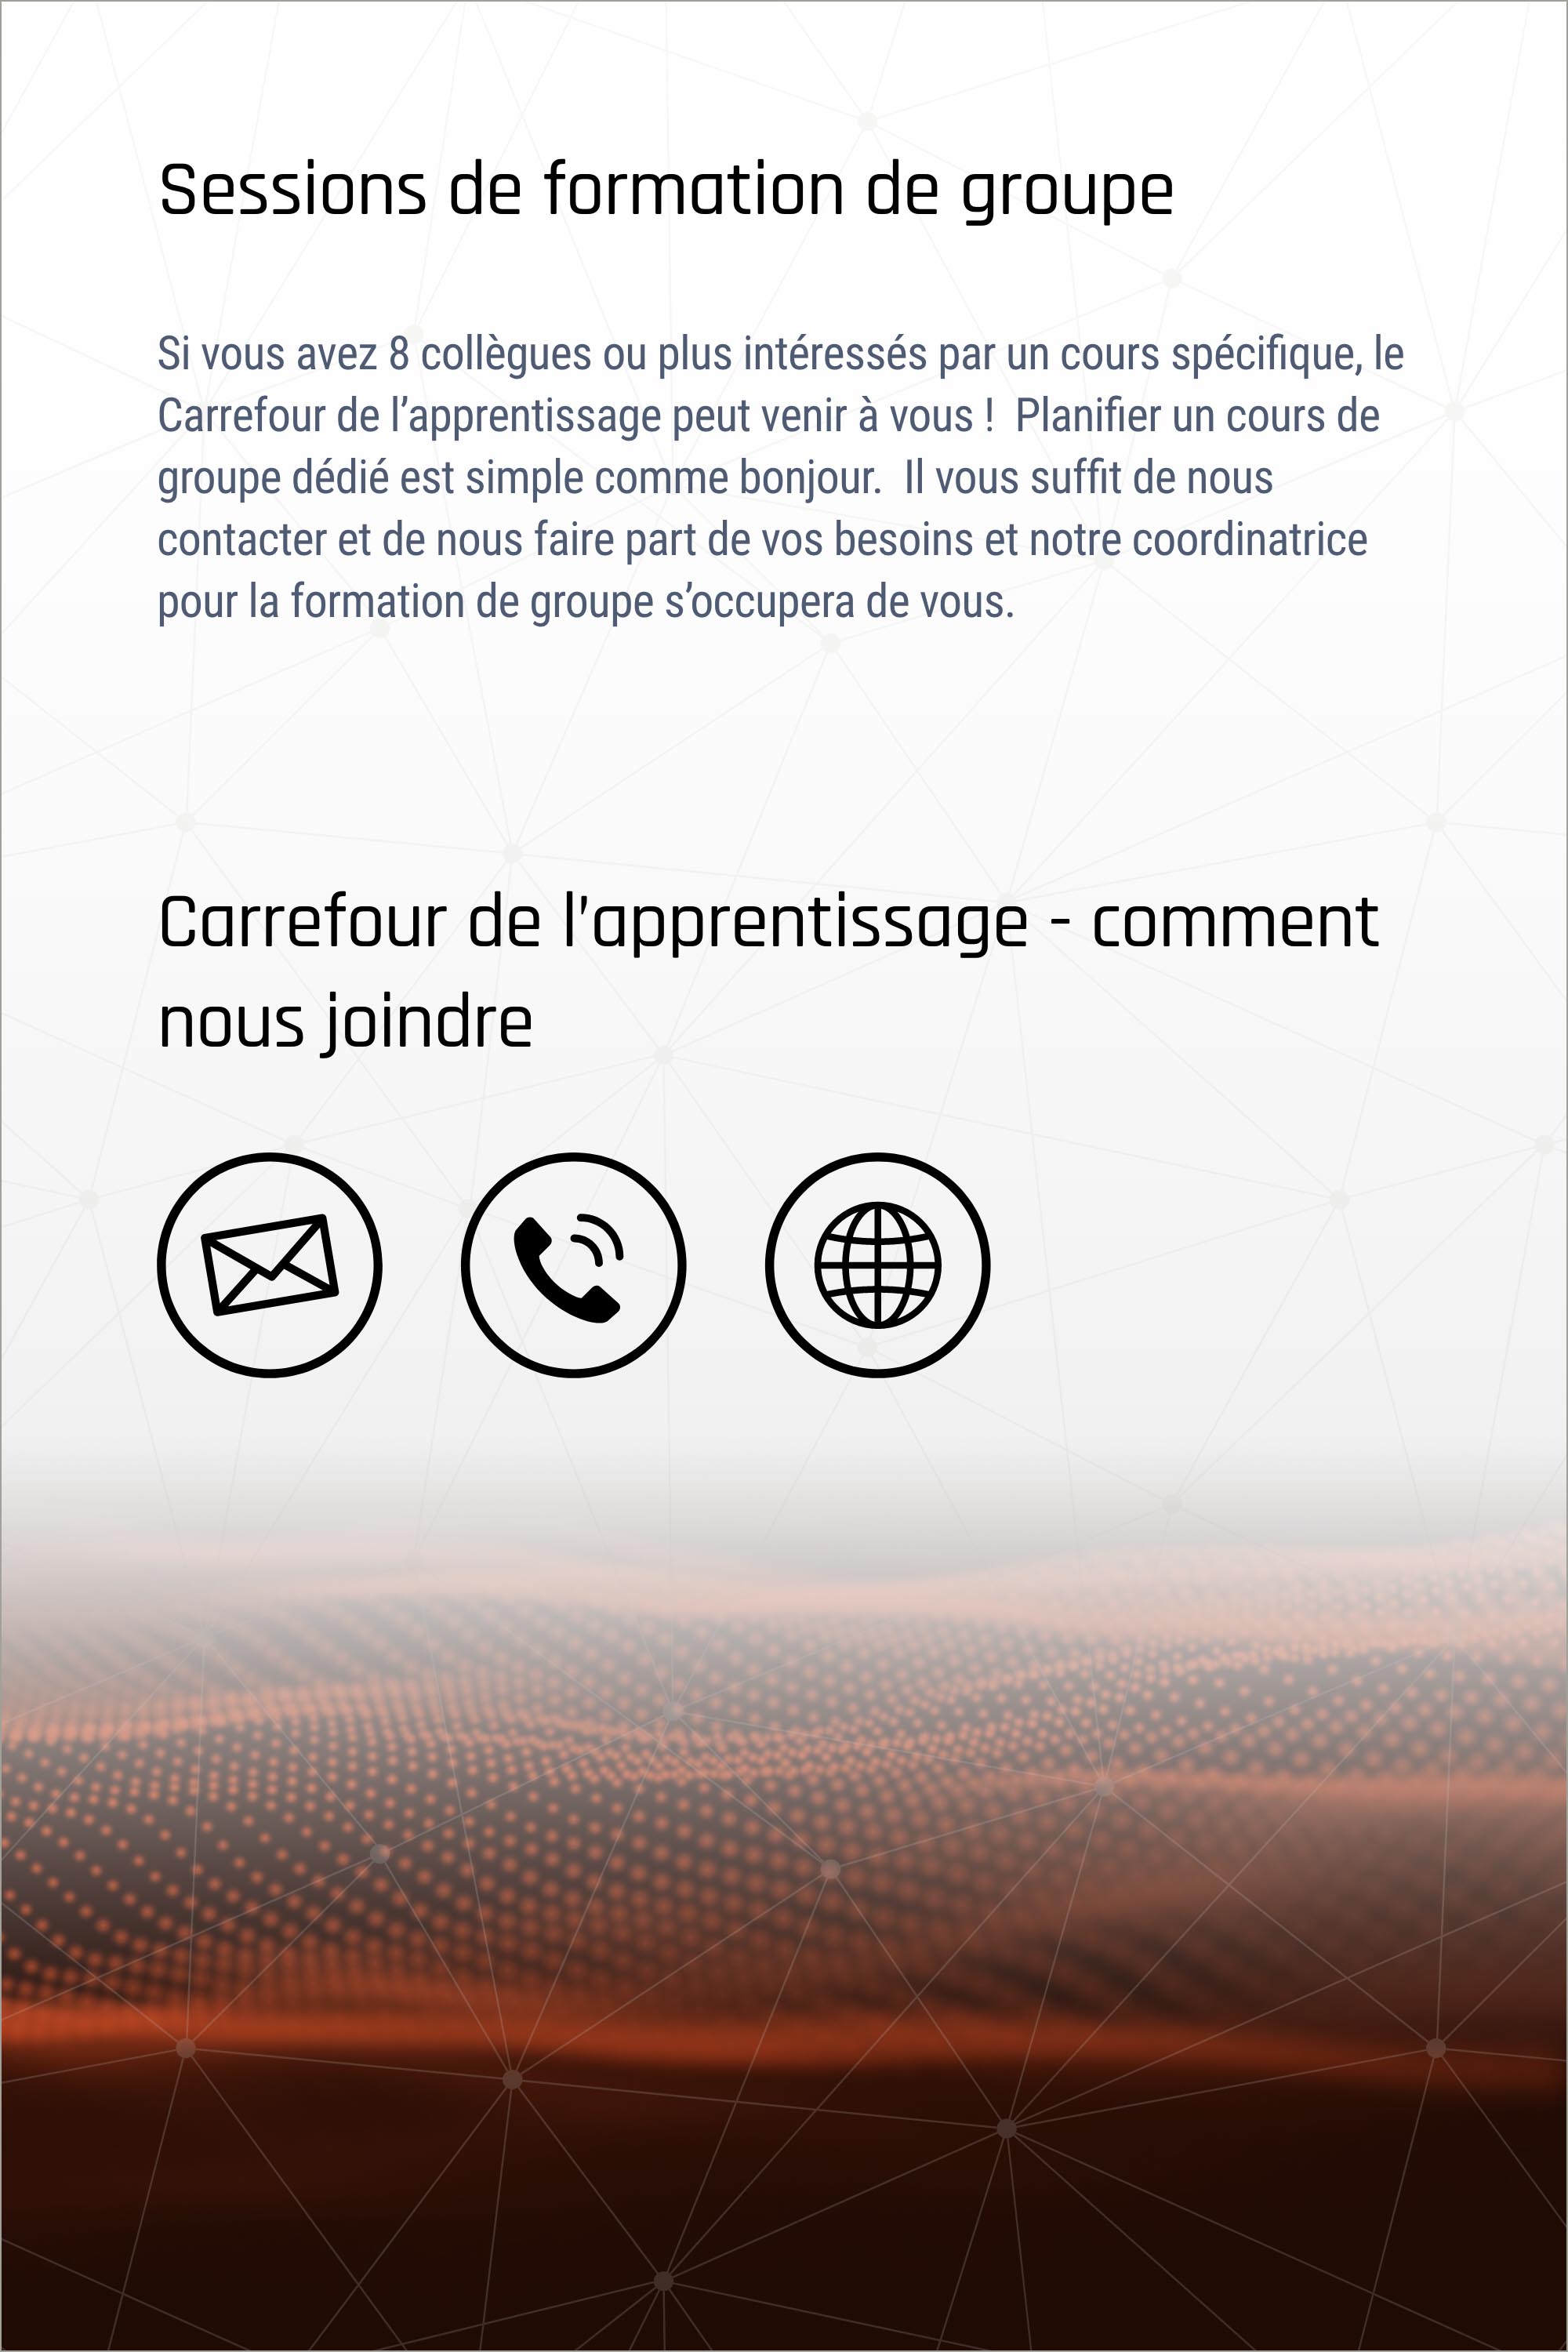 Sessions de formation de groupe
Si vous avez 8 collègues ou plus intéressés par un cours spécifique, le
Carrefour de l’apprentissage peut venir à vous !  Planifier un cours de
groupe dédié est simple comme bonjour.  Il vous suffit de nous
contacter et de nous faire part de vos besoins et notre coordinatrice
pour la formation de groupe s’occupera de vous.
Carrefour de l'apprentissage - comment
nous joindre